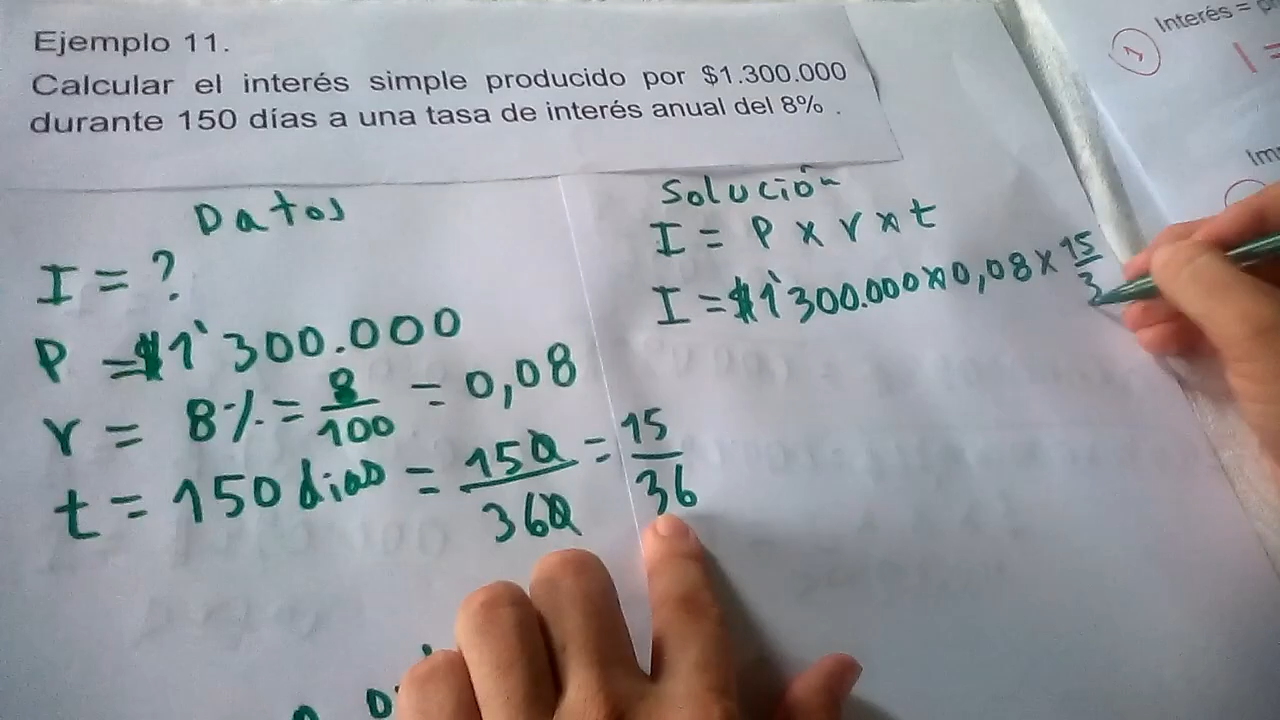 Ejemplo 11.
Calcular el interés simple producido por $1.300.000
durante 150 días a una tasa de interés anual del 8% .
Datos
I = ?
P = $1'300.000
r = 8% = 8/100 = 0,08
t = 150 dias = 150/360 = 15/36
Solución
I = P x r x t
I = $1'300.000 x 0,08 x 15/3
1
Interés =
I =